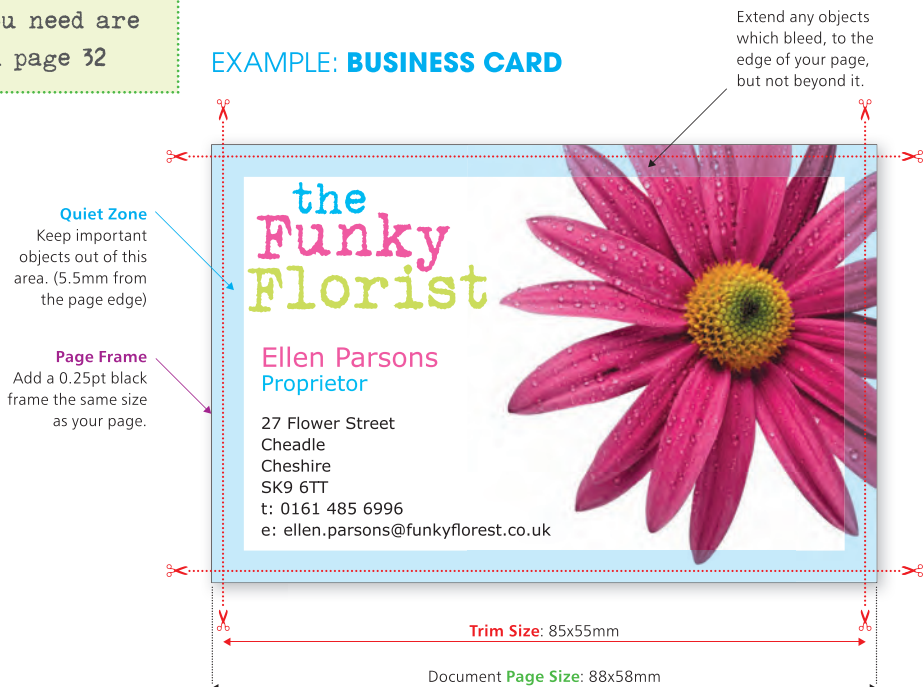 u need are
page 32
EXAMPLE: BUSINESS CARD
Extend any objects
which bleed, to the
edge of your page,
but not beyond it.
Quiet Zone
Keep important
objects out of this
area. (5.5mm from
the page edge)
Page Frame
Add a 0.25pt black
frame the same size
as your page.
the
Funky
Florist
Ellen Parsons
Proprietor
27 Flower Street
Cheadle
Cheshire
SK9 6TT
t: 0161 485 6996
e: ellen.parsons@funkyflorest.co.uk
Trim Size: 85x55mm
Document Page Size: 88x58mm